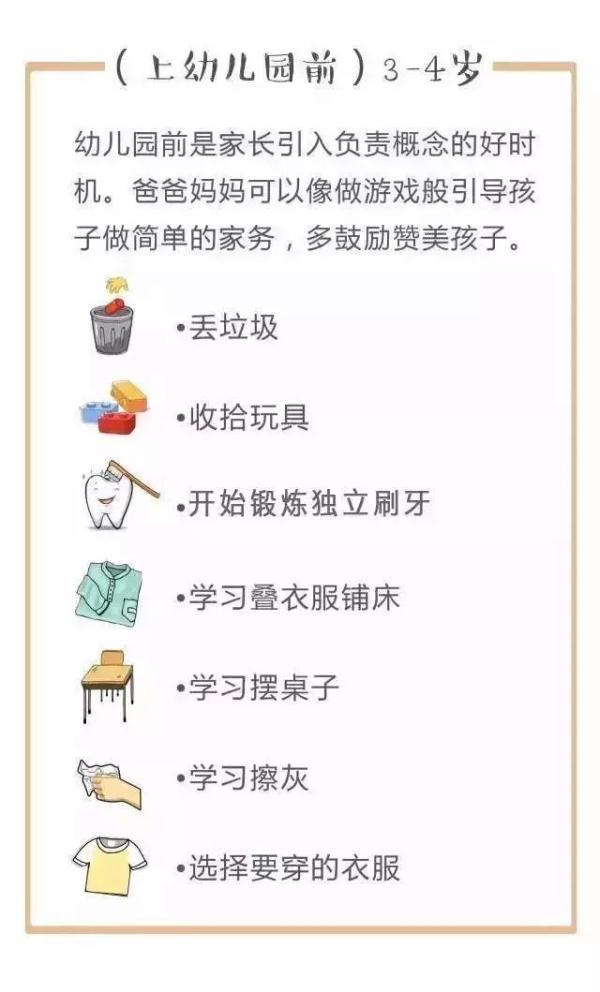 （上幼儿园前）3-4岁
幼儿园前是家长引入负责概念的好时
机。爸爸妈妈可以像做游戏般引导孩
子做简单的家务，多鼓励赞美孩子。
•丢垃圾
•收拾玩具
•开始锻炼独立刷牙
•学习叠衣服铺床
•学习摆桌子
•学习擦灰
•选择要穿的衣服